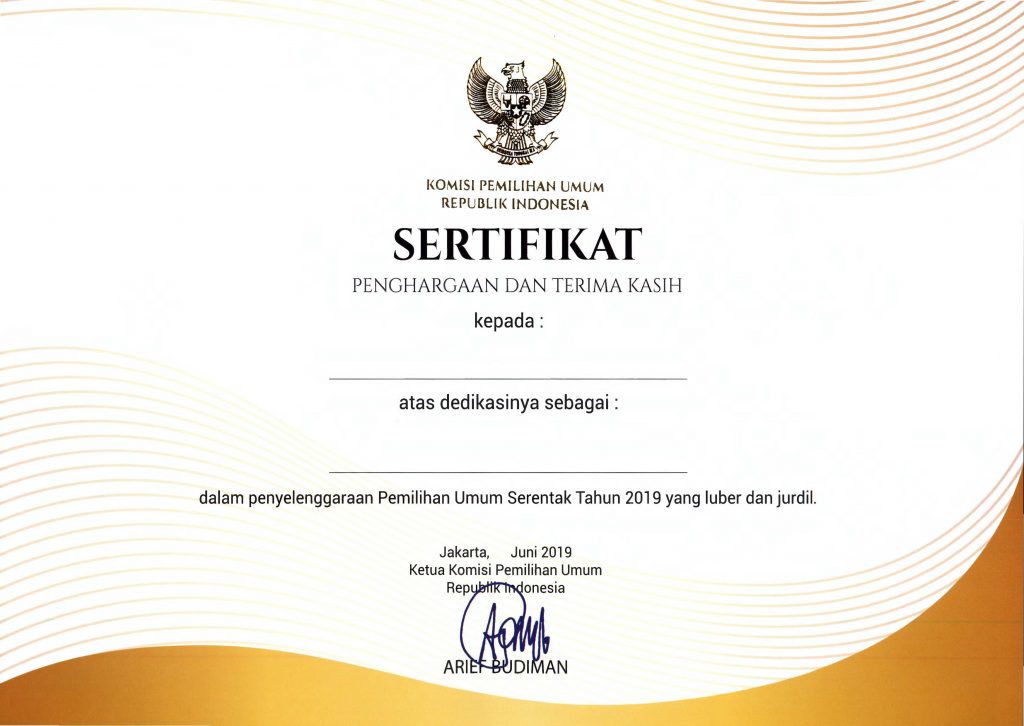 KOMISI PEMILIHAN UMUM
REPUBLIK INDONESIA
SERTIFIKAT
PENGHARGAAN DAN TERIMA KASIH
kepada :
atas dedikasinya sebagai :
dalam penyelenggaraan Pemilihan Umum Serentak Tahun 2019 yang luber dan jurdil.
Jakarta, Juni 2019
Ketua Komisi Pemilihan Umum
Republik Indonesia
ARIEF BUDIMAN